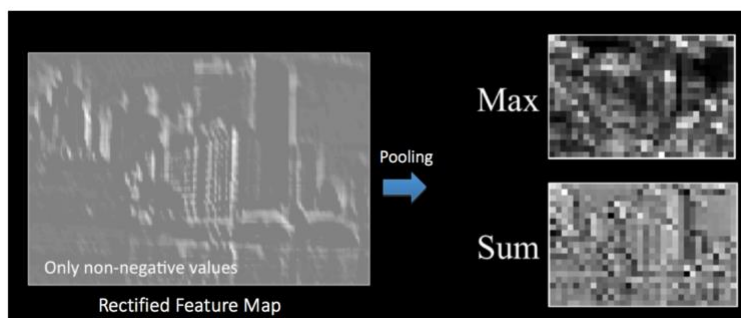 Max
Pooling
Sum
Only non-negative values
Rectified Feature Map